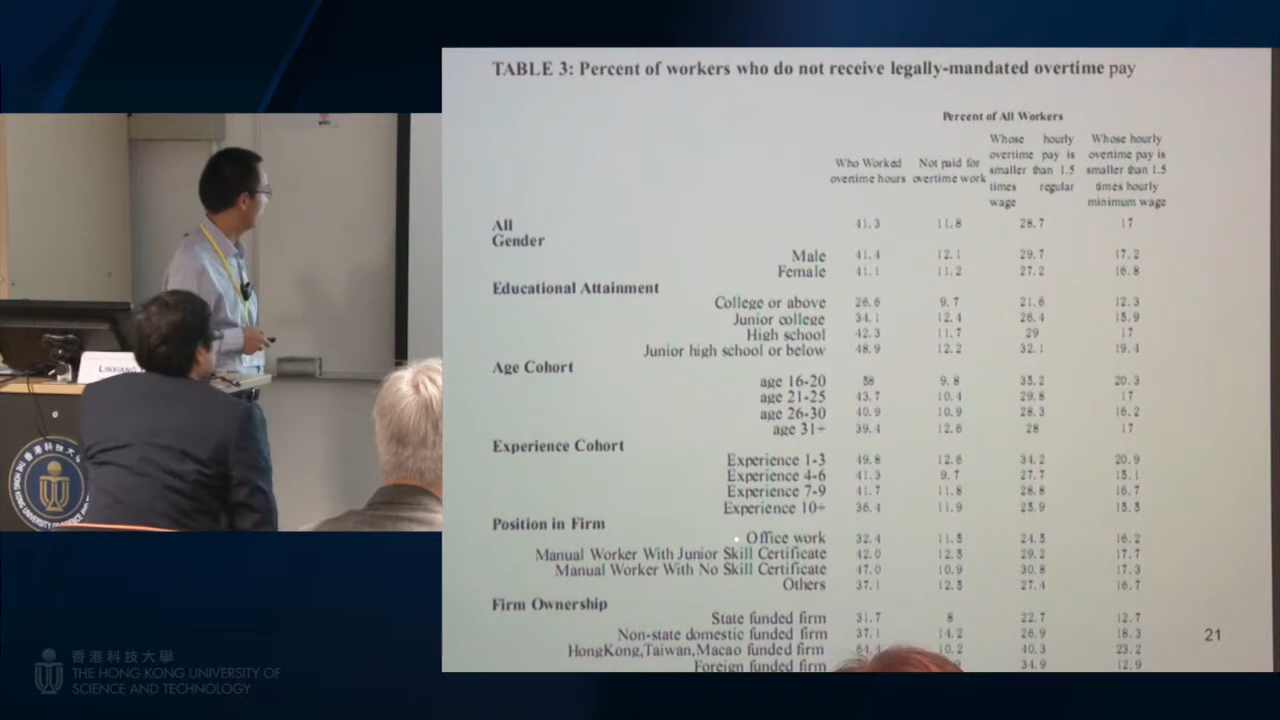 TABLE 3: Percent of workers who do not receive legally-mandated overtime pay
Percent of All Workers
Who Worked overtime hours
Not paid for overtime work
Whose hourly overtime pay is smaller than 1.5 times regular wage
Whose hourly overtime pay is smaller than 1.5 times hourly minimum wage
All 41.3 11.8 28.7 17
Gender
Male 41.4 12.1 29.7 17.2
Female 41.1 11.2 27.2 16.8
Educational Attainment
College or above 26.6 9.7 21.6 12.3
Junior college 34.1 12.4 26.4 15.9
High school 42.3 11.7 29 17
Junior high school or below 48.9 12.2 32.1 19.4
Age Cohort
age 16-20 58 9.8 35.2 20.3
age 21-25 43.7 10.4 29.8 17
age 26-30 40.9 10.9 28.3 16.2
age 31+ 39.4 12.6 28 17
Experience Cohort
Experience 1-3 49.8 12.6 34.2 20.9
Experience 4-6 41.3 9.7 27.7 15.1
Experience 7-9 41.7 11.8 28.8 16.7
Experience 10+ 36.4 11.9 25.9 15.5
Position in Firm
Office work 32.4 11.5 24.5 16.2
Manual Worker With Junior Skill Certificate 42.0 12.5 29.2 17.7
Manual Worker With No Skill Certificate 47.0 10.9 30.8 17.3
Others 37.1 12.5 27.4 16.7
Firm Ownership
State funded firm 31.7 8 22.7 12.7
Non-state domestic funded firm 37.1 14.2 26.9 18.3
HongKong,Taiwan,Macao funded firm 64.4 10.2 40.3 23.2
Foreign funded firm 34.9 12.9
21
LINXIANG
香港科技大學
THE HONG KONG UNIVERSITY OF
SCIENCE AND TECHNOLOGY